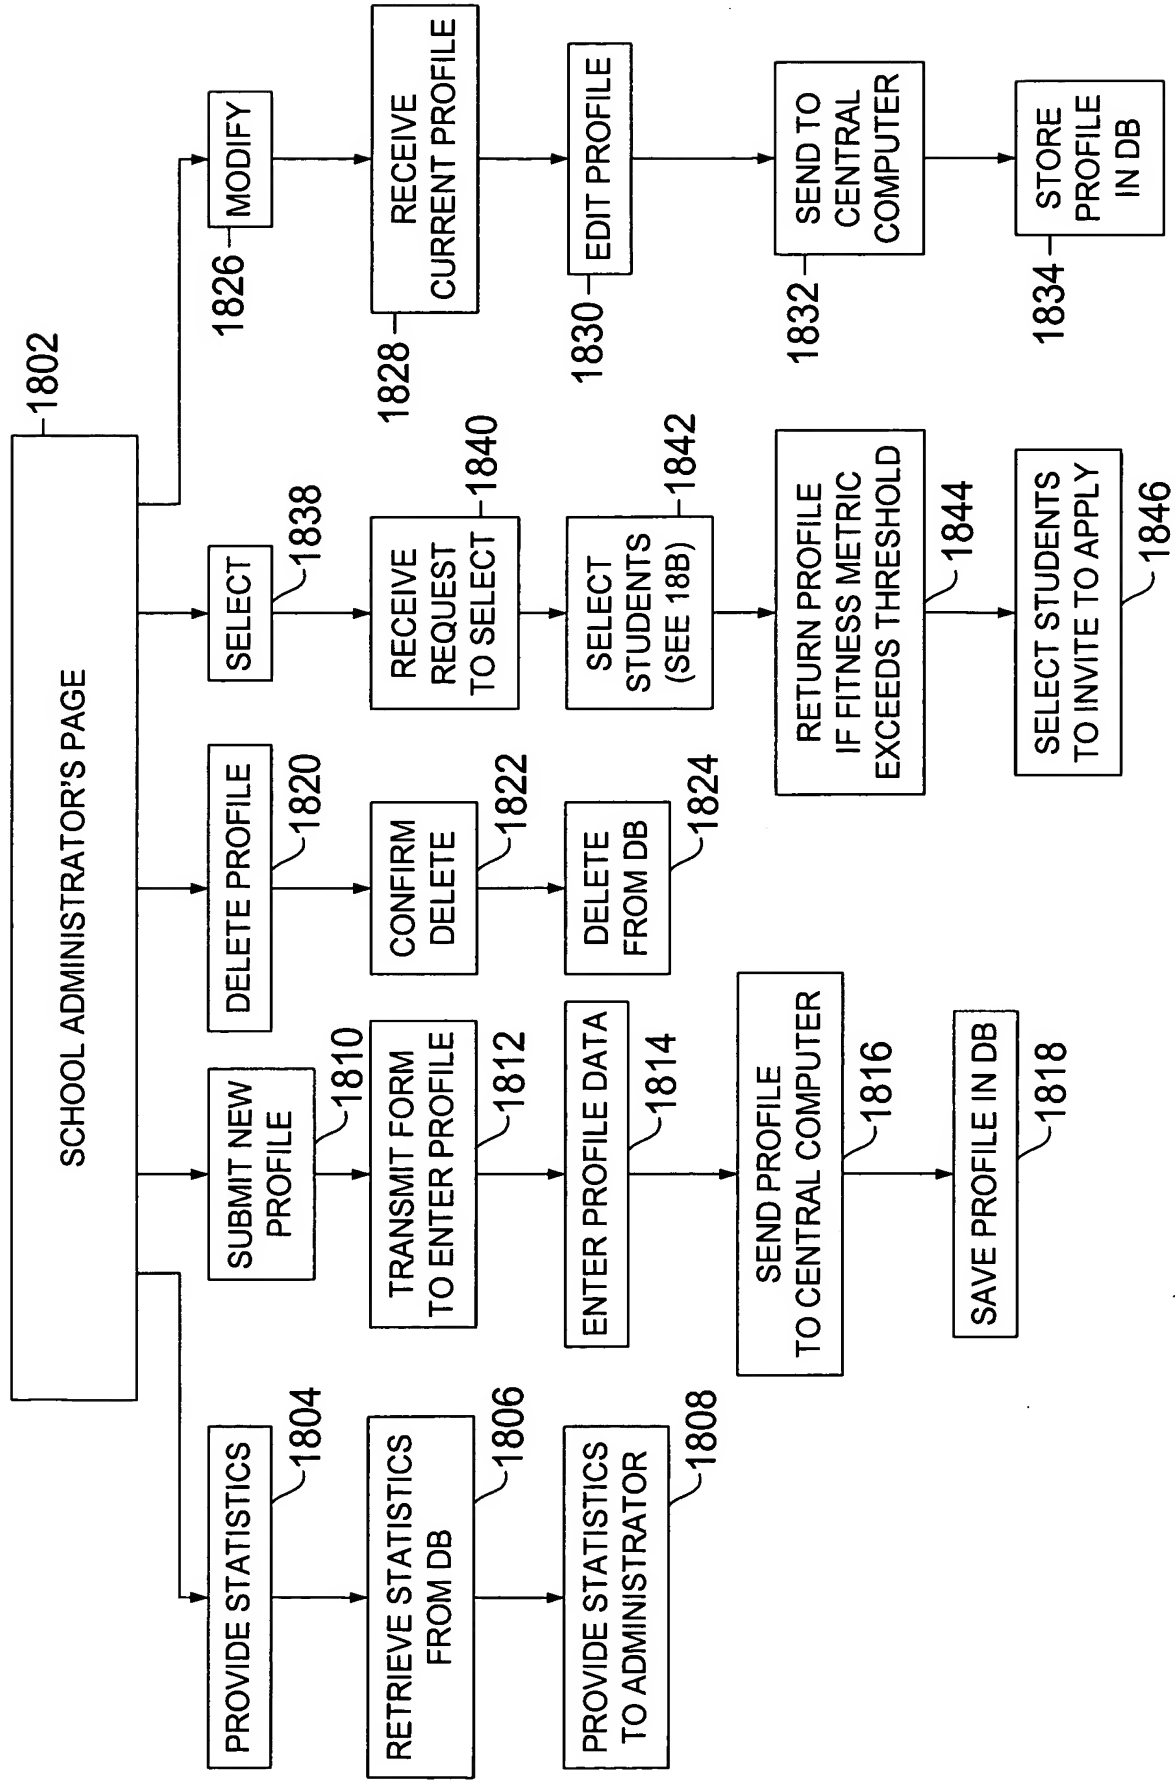 SCHOOL ADMINISTRATOR'S PAGE
1802
PROVIDE STATISTICS
1804
RETRIEVE STATISTICS
FROM DB
1806
PROVIDE STATISTICS
TO ADMINISTRATOR
1808
SUBMIT NEW
PROFILE
1810
TRANSMIT FORM
TO ENTER PROFILE
1812
ENTER PROFILE DATA
1814
SEND PROFILE
TO CENTRAL COMPUTER
1816
SAVE PROFILE IN DB
1818
DELETE PROFILE
1820
CONFIRM
DELETE
1822
DELETE
FROM DB
1824
SELECT
1838
RECEIVE
REQUEST
TO SELECT
1840
SELECT
STUDENTS
(SEE 18B)
1842
RETURN PROFILE
IF FITNESS METRIC
EXCEEDS THRESHOLD
1844
SELECT STUDENTS
TO INVITE TO APPLY
1846
MODIFY
1826
RECEIVE
CURRENT PROFILE
1828
EDIT PROFILE
1830
SEND TO
CENTRAL
COMPUTER
1832
STORE
PROFILE
IN DB
1834